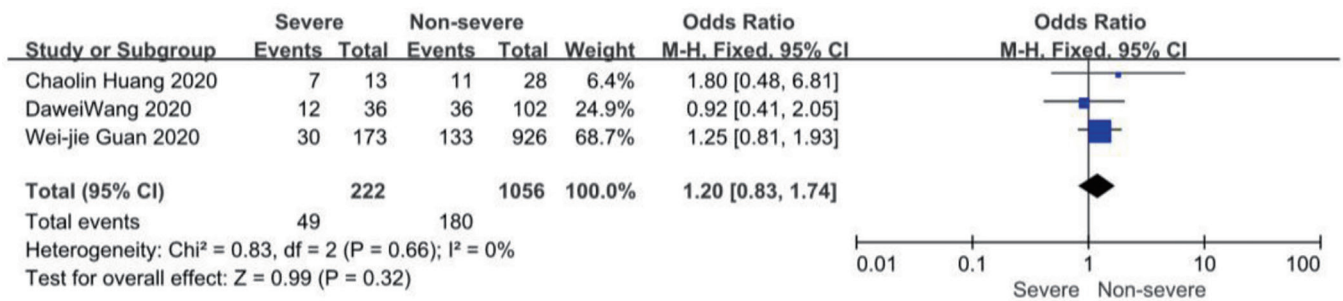 Severe Non-severe Odds Ratio Odds Ratio
Study or Subgroup Events Total Events Total Weight M-H, Fixed, 95% CI M-H, Fixed, 95% CI
Chaolin Huang 2020 7 13 11 28 6.4% 1.80 [0.48, 6.81]
DaweiWang 2020 12 36 36 102 24.9% 0.92 [0.41, 2.05]
Wei-jie Guan 2020 30 173 133 926 68.7% 1.25 [0.81, 1.93]
Total (95% CI) 222 1056 100.0% 1.20 [0.83, 1.74]
Total events 49 180
Heterogeneity: Chi² = 0.83, df = 2 (P = 0.66); I² = 0%
Test for overall effect: Z = 0.99 (P = 0.32)
0.01 0.1 1 10 100
Severe Non-severe